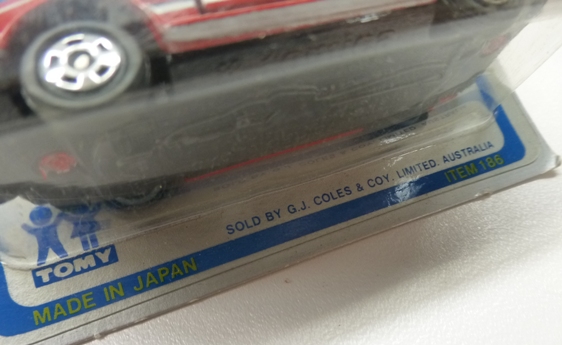 SOLD BY G.J. COLES & COY. LIMITED. AUSTRALIA
ITEM 186
TOMY
MADE IN JAPAN